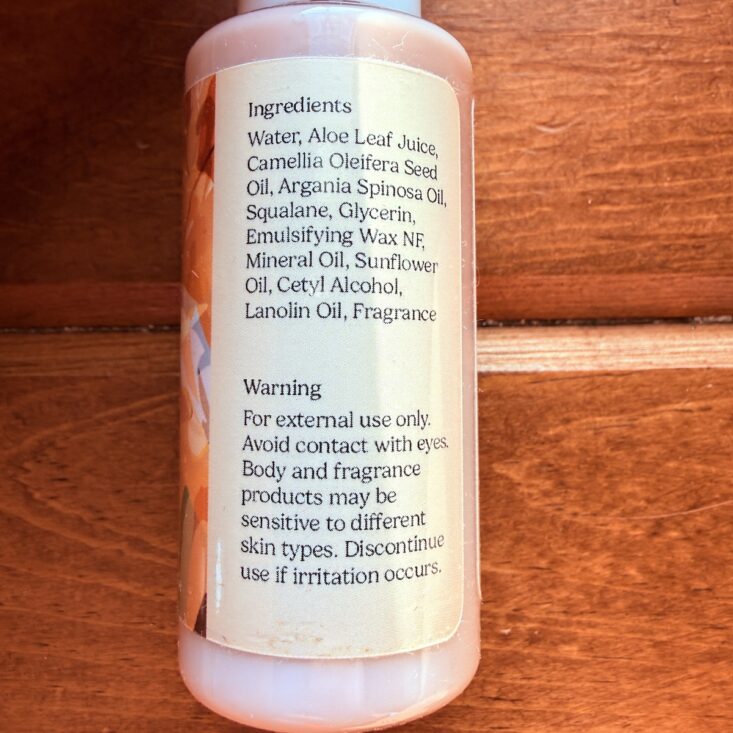 Ingredients
Water, Aloe Leaf Juice,
Camellia Oleifera Seed
Oil, Argania Spinosa Oil,
Squalane, Glycerin,
Emulsifying Wax NF,
Mineral Oil, Sunflower
Oil, Cetyl Alcohol,
Lanolin Oil, Fragrance
Warning
For external use only.
Avoid contact with eyes.
Body and fragrance
products may be
sensitive to different
skin types. Discontinue
use if irritation occurs.